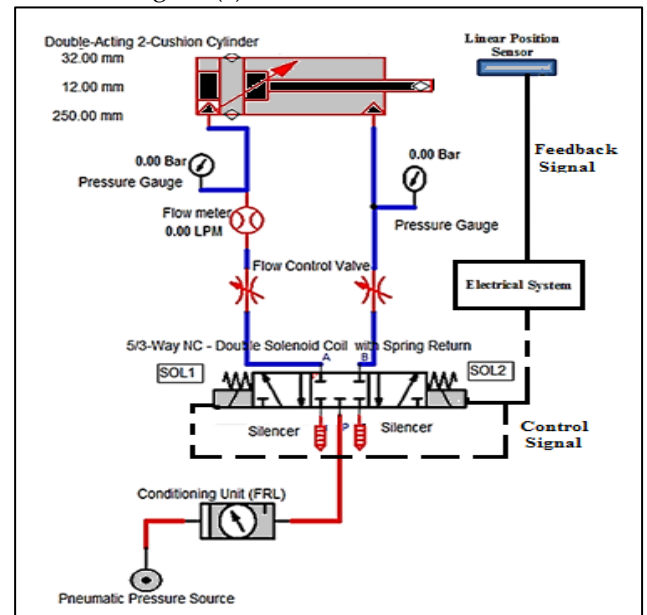 Double-Acting 2-Cushion Cylinder
32.00 mm
12.00 mm
250.00 mm
Linear Position
Sensor
0.00 Bar
Pressure Gauge
0.00 Bar
Pressure Gauge
Feedback
Signal
Flow meter
0.00 LPM
Flow Control Valve
Electrical System
5/3-Way NC - Double Solenoid Coil with Spring Return
A
B
SOL1
SOL2
Silencer
P
Silencer
Control
Signal
Conditioning Unit (FRL)
Pneumatic Pressure Source